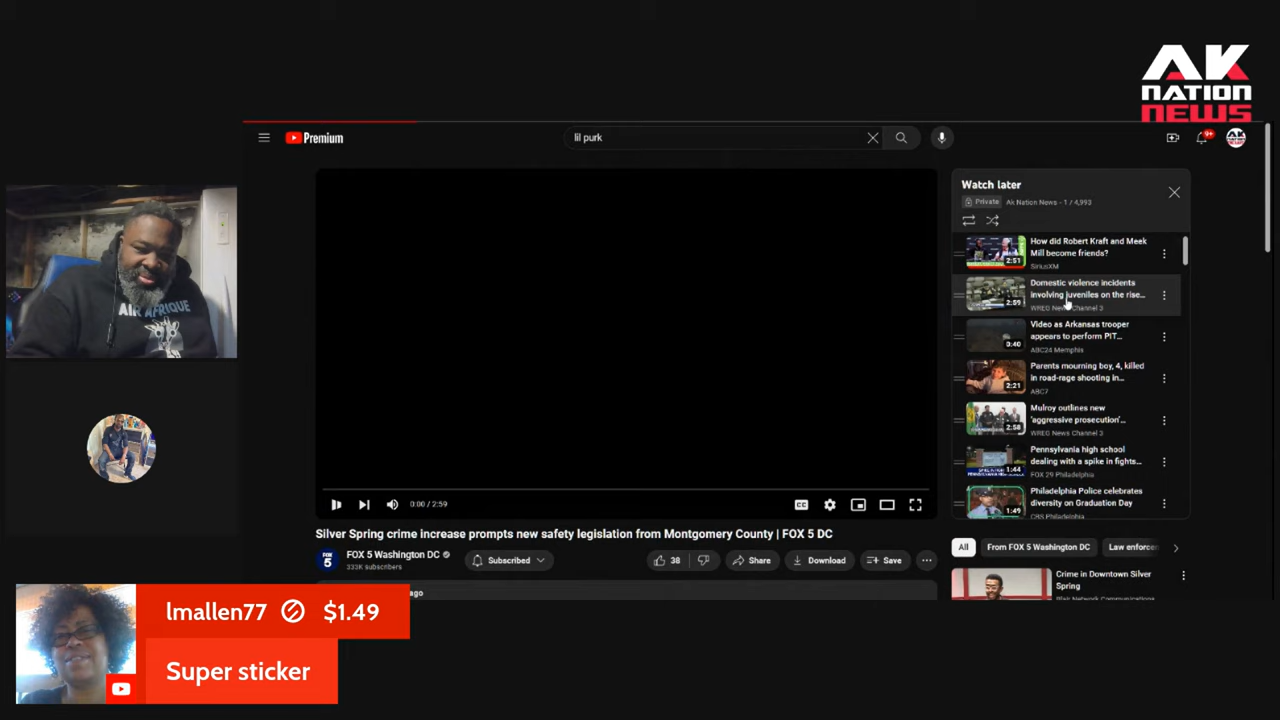 AK
NATION
NEWS
Premium
lil purk
9+
AIR AFRIQUE
Watch later
Private
Ak Nation News - 1 / 4,993
2:51
How did Robert Kraft and Meek
Mill become friends?
SiriusXM
2:59
Domestic violence incidents
involving juveniles on the rise...
WREG News Channel 3
0:40
Video as Arkansas trooper
appears to perform PIT...
ABC24 Memphis
2:21
Parents mourning boy, 4, killed
in road-rage shooting in...
ABC7
2:58
Mulroy outlines new
'aggressive prosecution'...
WREG News Channel 3
1:44
Pennsylvania high school
dealing with a spike in fights...
FOX 29 Philadelphia
1:49
Philadelphia Police celebrates
diversity on Graduation Day
CBS Philadelphia
0:00 / 2:59
CC
Silver Spring crime increase prompts new safety legislation from Montgomery County | FOX 5 DC
FOX 5
FOX 5 Washington DC
333K subscribers
Subscribed
38
Share
Download
Save
ago
All
From FOX 5 Washington DC
Law enforcem
Crime in Downtown Silver
Spring
lmallen77
$1.49
Super sticker